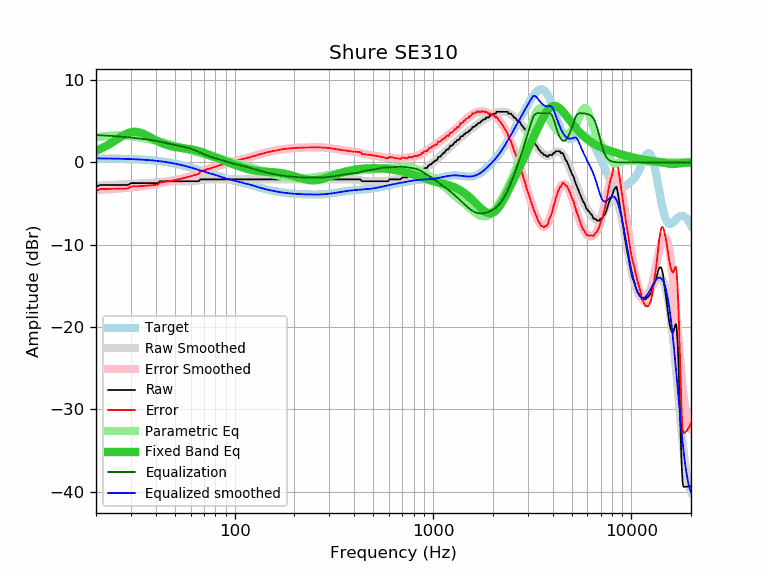 Shure SE310
Amplitude (dBr)
10
0
−10
−20
−30
−40
Target
Raw Smoothed
Error Smoothed
Raw
Error
Parametric Eq
Fixed Band Eq
Equalization
Equalized smoothed
100
1000
10000
Frequency (Hz)